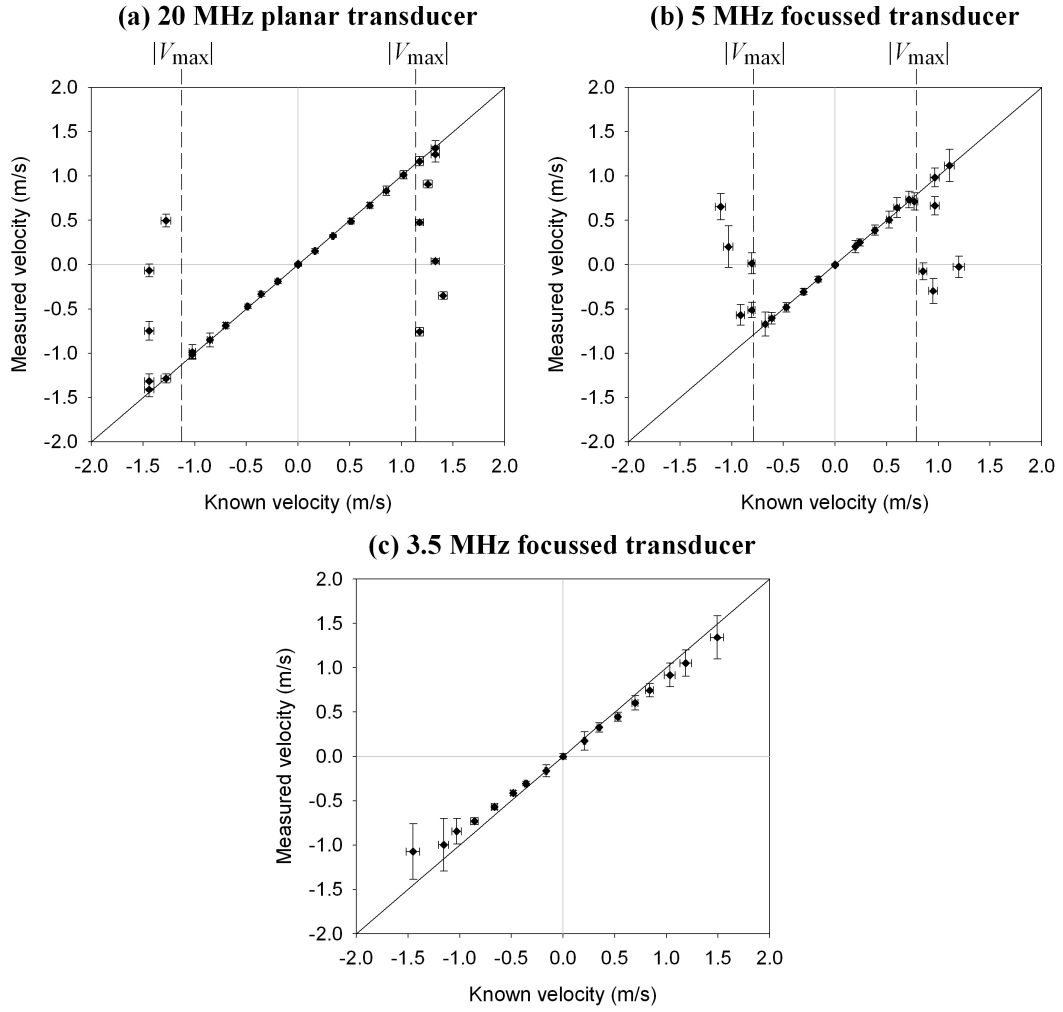 (a) 20 MHz planar transducer
|Vmax| |Vmax|
2.0
1.5
1.0
0.5
0.0
-0.5
-1.0
-1.5
-2.0
Measured velocity (m/s)
-2.0 -1.5 -1.0 -0.5 0.0 0.5 1.0 1.5 2.0
Known velocity (m/s)
(b) 5 MHz focussed transducer
|Vmax| |Vmax|
2.0
1.5
1.0
0.5
0.0
-0.5
-1.0
-1.5
-2.0
Measured velocity (m/s)
-2.0 -1.5 -1.0 -0.5 0.0 0.5 1.0 1.5 2.0
Known velocity (m/s)
(c) 3.5 MHz focussed transducer
2.0
1.5
1.0
0.5
0.0
-0.5
-1.0
-1.5
-2.0
Measured velocity (m/s)
-2.0 -1.5 -1.0 -0.5 0.0 0.5 1.0 1.5 2.0
Known velocity (m/s)